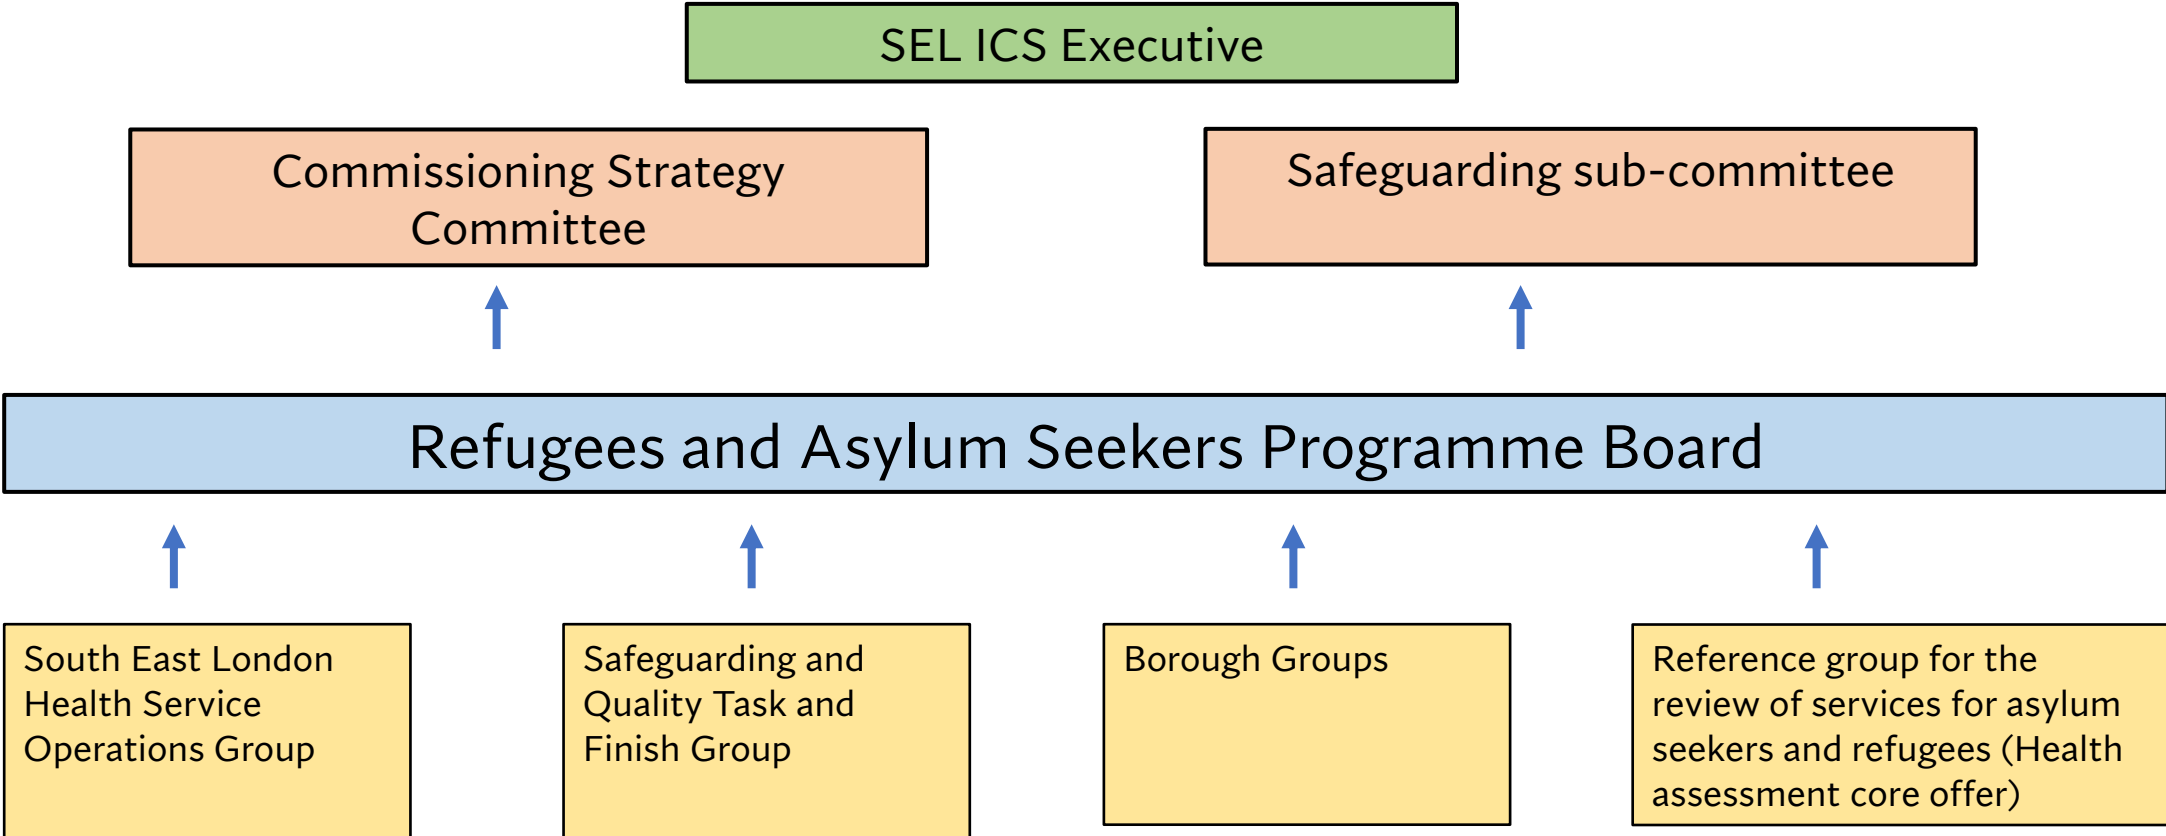 SEL ICS Executive
Commissioning Strategy
Committee
Safeguarding sub-committee
Refugees and Asylum Seekers Programme Board
South East London
Health Service
Operations Group
Safeguarding and
Quality Task and
Finish Group
Borough Groups
Reference group for the
review of services for asylum
seekers and refugees (Health
assessment core offer)